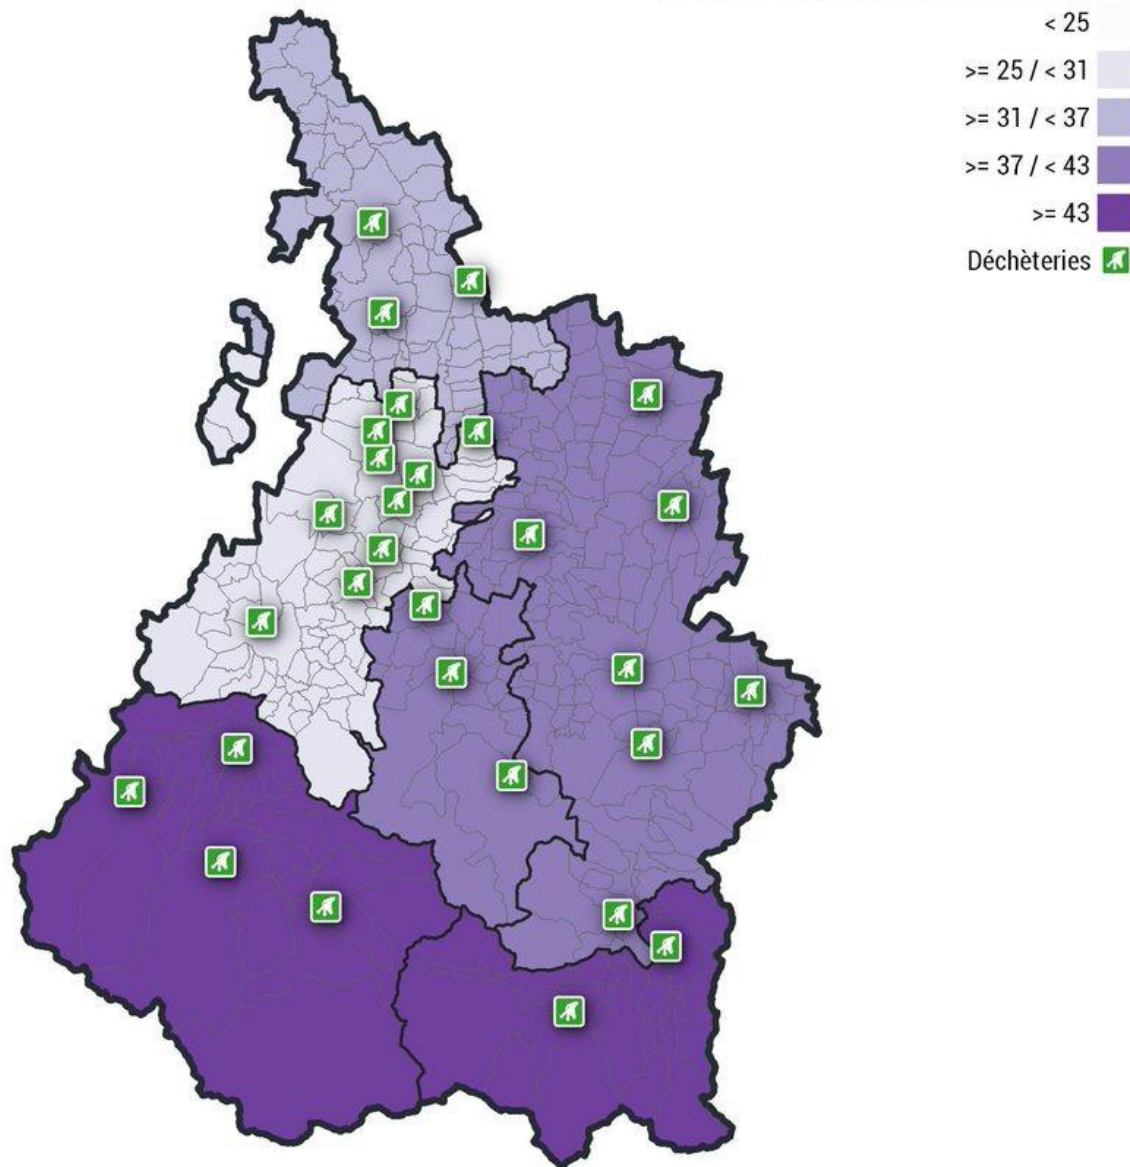 < 25
>= 25 / < 31
>= 31 / < 37
>= 37 / < 43
>= 43
Déchèteries